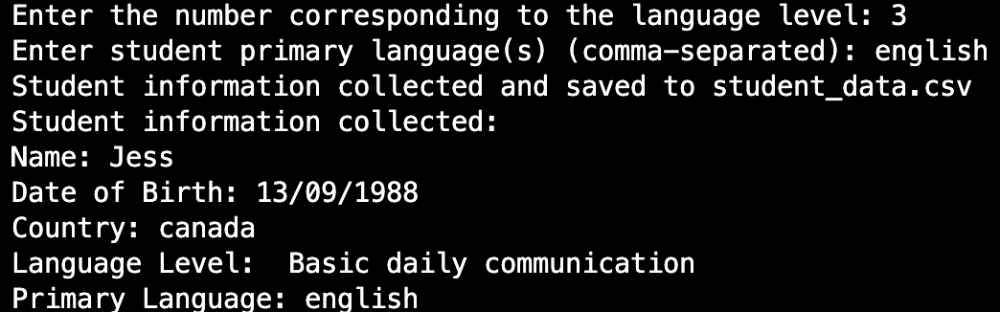 Enter the number corresponding to the language level: 3
Enter student primary language(s) (comma-separated): english
Student information collected and saved to student_data.csv
Student information collected:
Name: Jess
Date of Birth: 13/09/1988
Country: canada
Language Level:  Basic daily communication
Primary Language: english